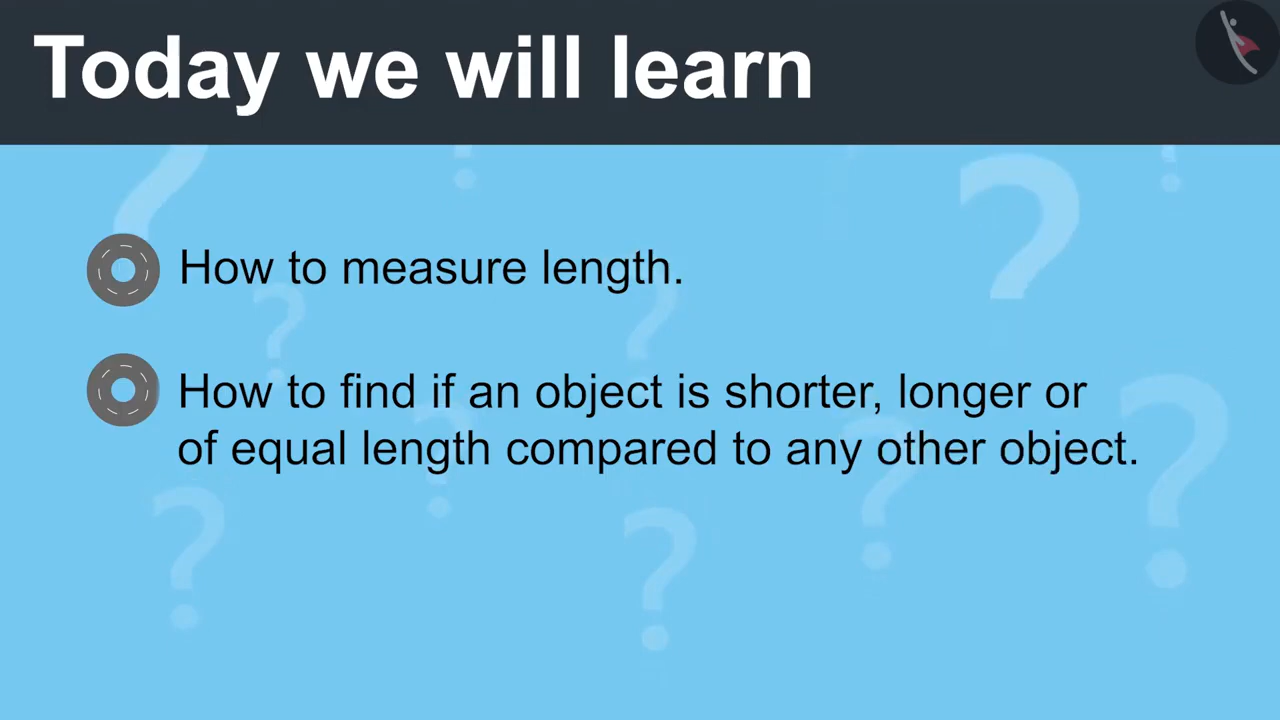 Today we will learn
How to measure length.
How to find if an object is shorter, longer or
of equal length compared to any other object.